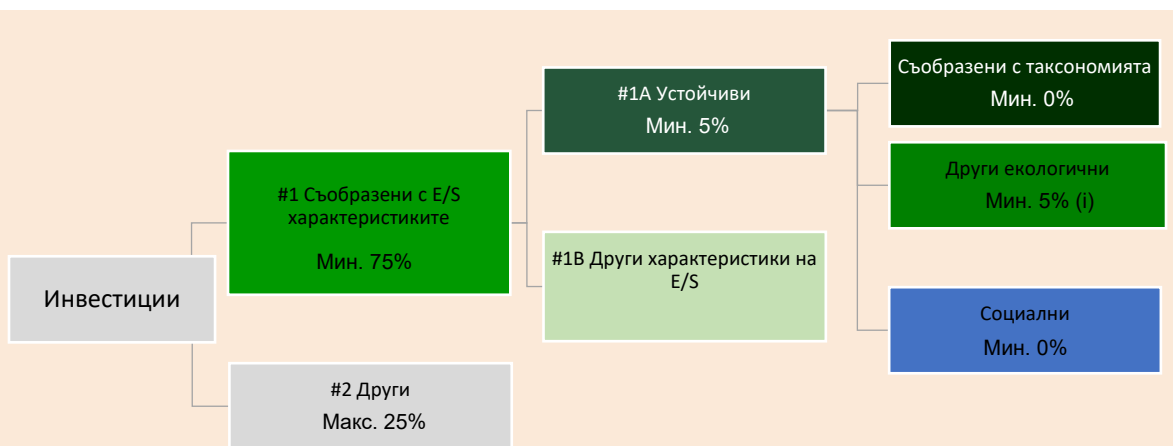 Инвестиции
#1 Съобразени с E/S
характеристиките
Мин. 75%
#2 Други
Макс. 25%
#1A Устойчиви
Мин. 5%
#1B Други характеристики на
E/S
Съобразени с таксономията
Мин. 0%
Други екологични
Мин. 5% (i)
Социални
Мин. 0%